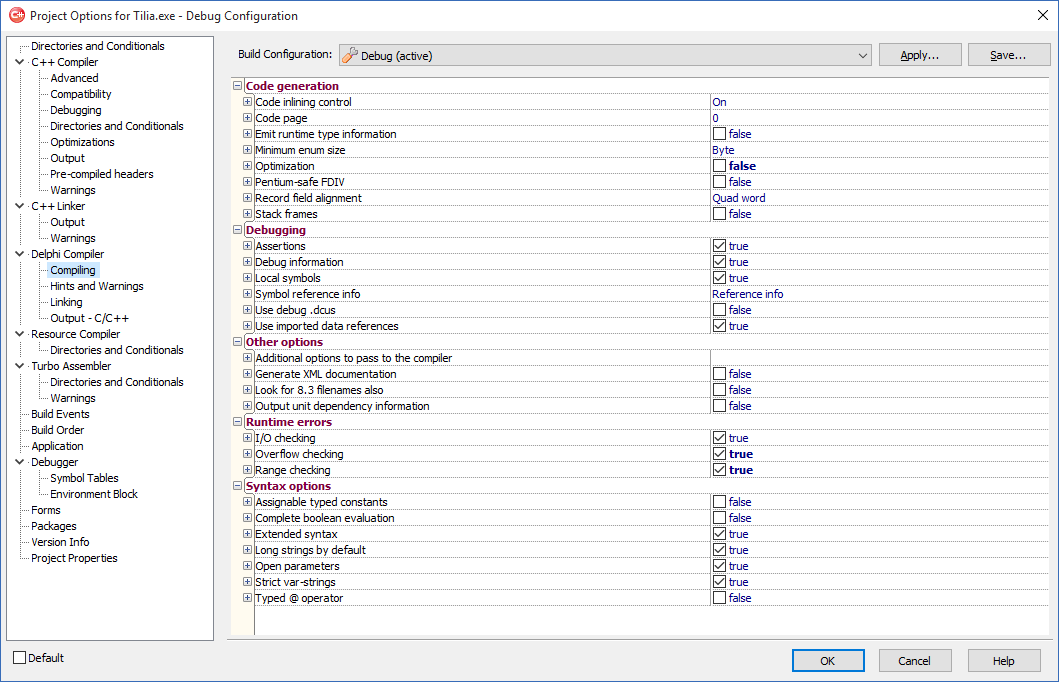 Project Options for Tilia.exe - Debug Configuration
Directories and Conditionals
C++ Compiler
Advanced
Compatibility
Debugging
Directories and Conditionals
Optimizations
Output
Pre-compiled headers
Warnings
C++ Linker
Output
Warnings
Delphi Compiler
Compiling
Hints and Warnings
Linking
Output - C/C++
Resource Compiler
Directories and Conditionals
Turbo Assembler
Directories and Conditionals
Warnings
Build Events
Build Order
Application
Debugger
Symbol Tables
Environment Block
Forms
Packages
Version Info
Project Properties
Default
Build Configuration: Debug (active) Apply... Save...
Code generation
Code inlining control On
Code page 0
Emit runtime type information false
Minimum enum size Byte
Optimization false
Pentium-safe FDIV false
Record field alignment Quad word
Stack frames false
Debugging
Assertions true
Debug information true
Local symbols true
Symbol reference info Reference info
Use debug .dcus false
Use imported data references true
Other options
Additional options to pass to the compiler
Generate XML documentation false
Look for 8.3 filenames also false
Output unit dependency information false
Runtime errors
I/O checking true
Overflow checking true
Range checking true
Syntax options
Assignable typed constants false
Complete boolean evaluation false
Extended syntax true
Long strings by default true
Open parameters true
Strict var-strings true
Typed @ operator false
OK Cancel Help